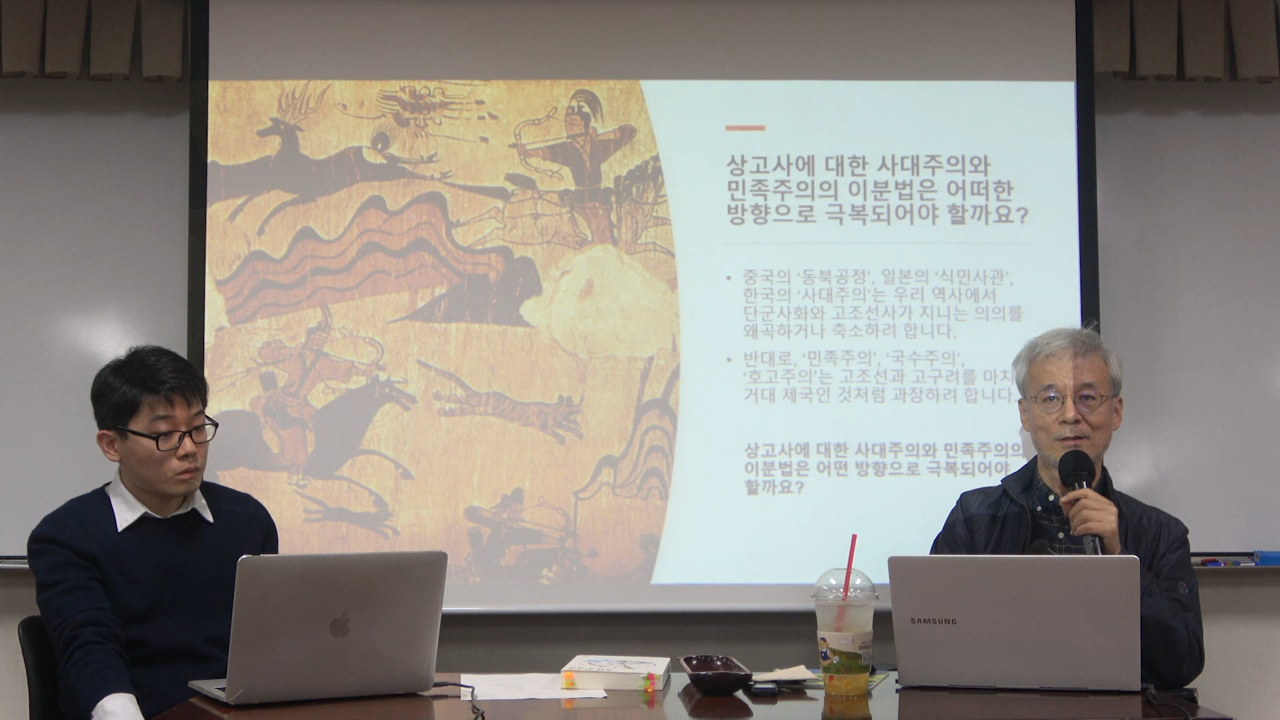 상고사에 대한 사대주의와
민족주의의 이분법은 어떠한
방향으로 극복되어야 할까요?
• 중국의 '동북공정', 일본의 '식민사관',
한국의 '사대주의'는 우리 역사에서
단군사화와 고조선사가 지니는 의의를
왜곡하거나 축소하려 합니다.
• 반대로, '민족주의', '국수주의',
'호고주의'는 고조선과 고구려를 마치
거대 제국인 것처럼 과장하려 합니다
상고사에 대한 사대주의와 민족주의의
이분법은 어떤 방향으로 극복되어야
할까요?
SAMSUNG